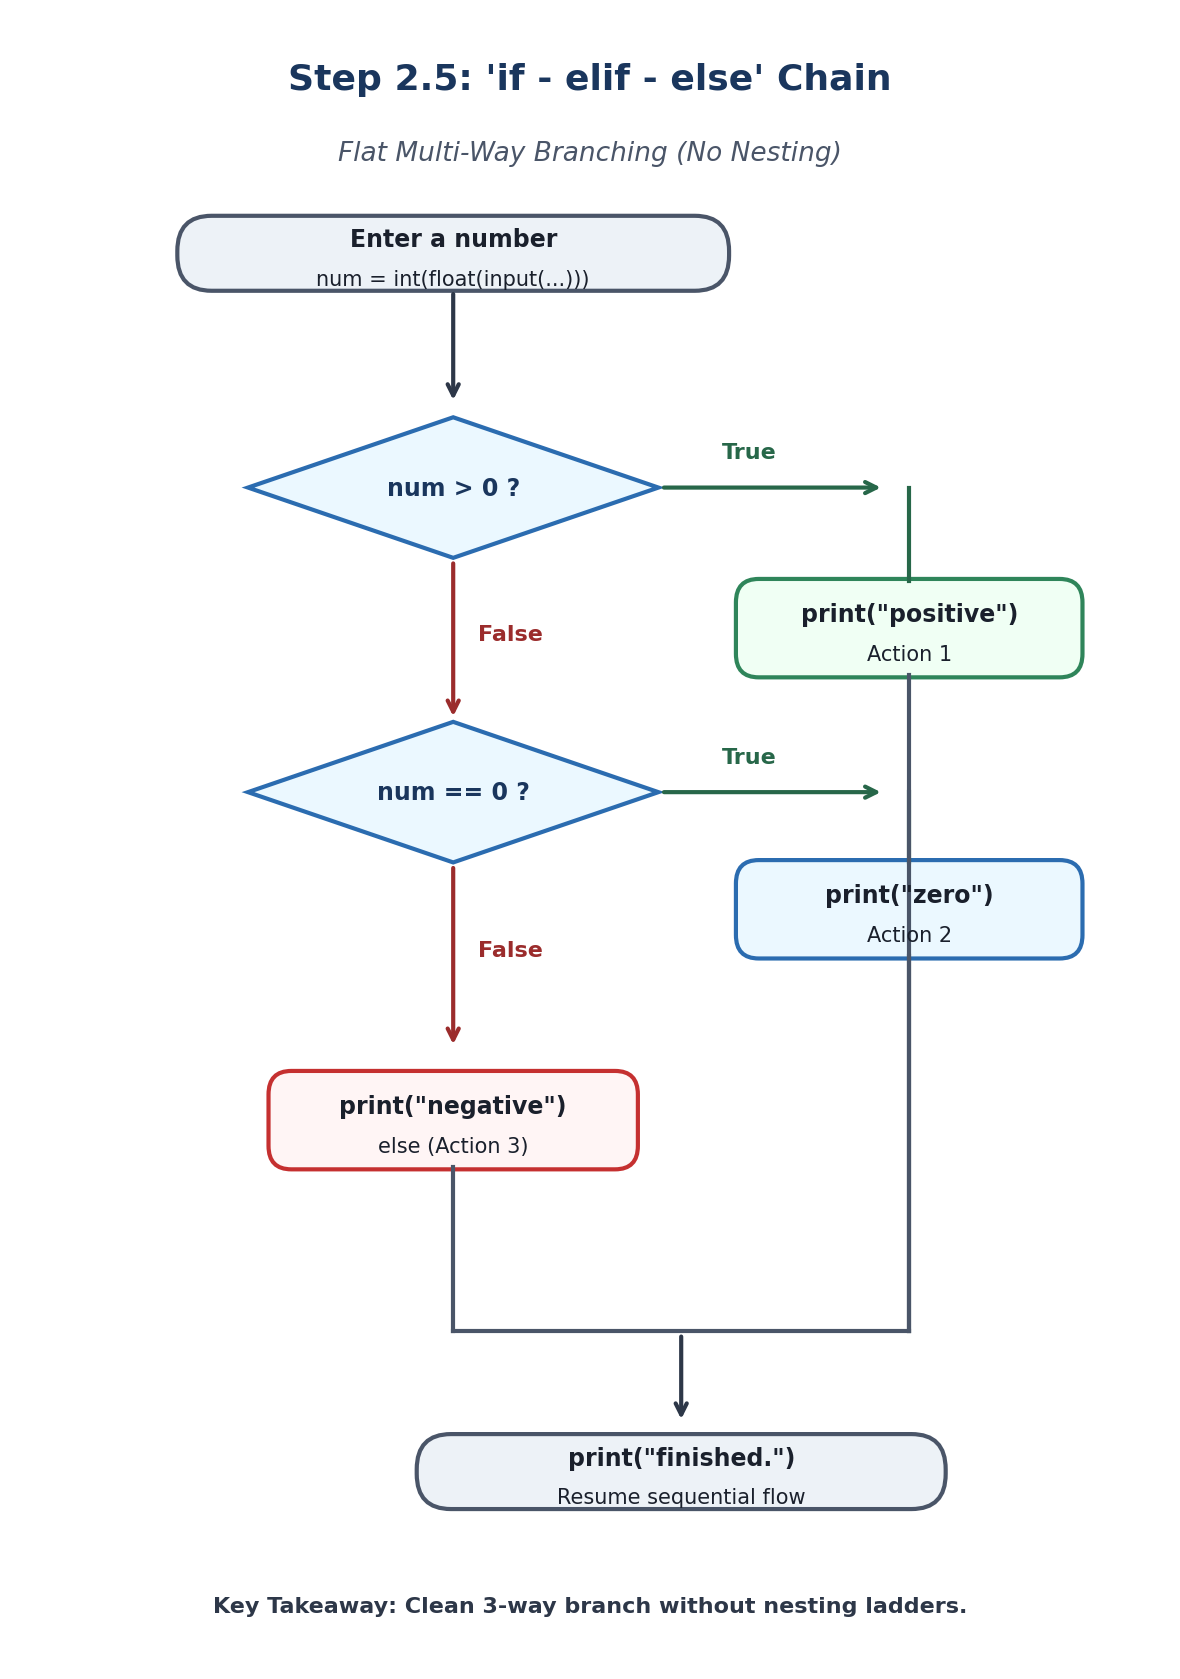 Step 2.5: 'if - elif - else' Chain
Flat Multi-Way Branching (No Nesting)
Enter a number
num = int(float(input(...)))
num > 0 ?
True
print("positive")
Action 1
False
num == 0 ?
True
print("zero")
Action 2
False
print("negative")
else (Action 3)
print("finished.")
Resume sequential flow
Key Takeaway: Clean 3-way branch without nesting ladders.